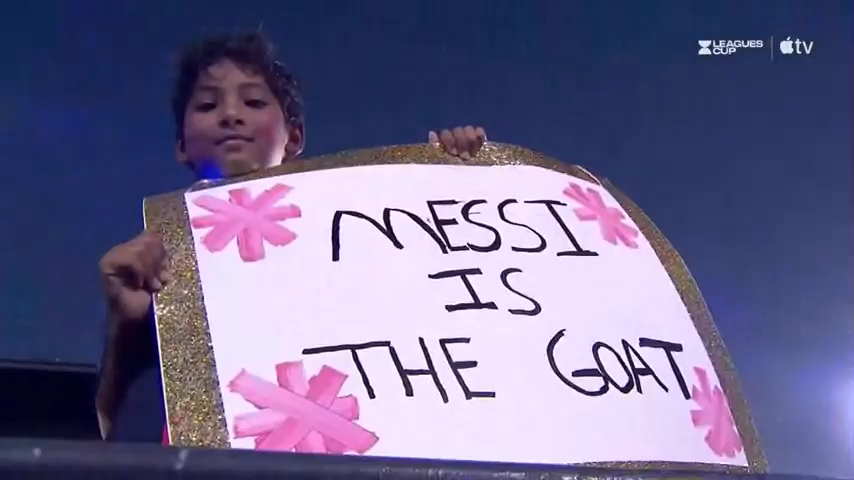 LEAGUES
CUP
tv
MESSI
IS
THE GOAT